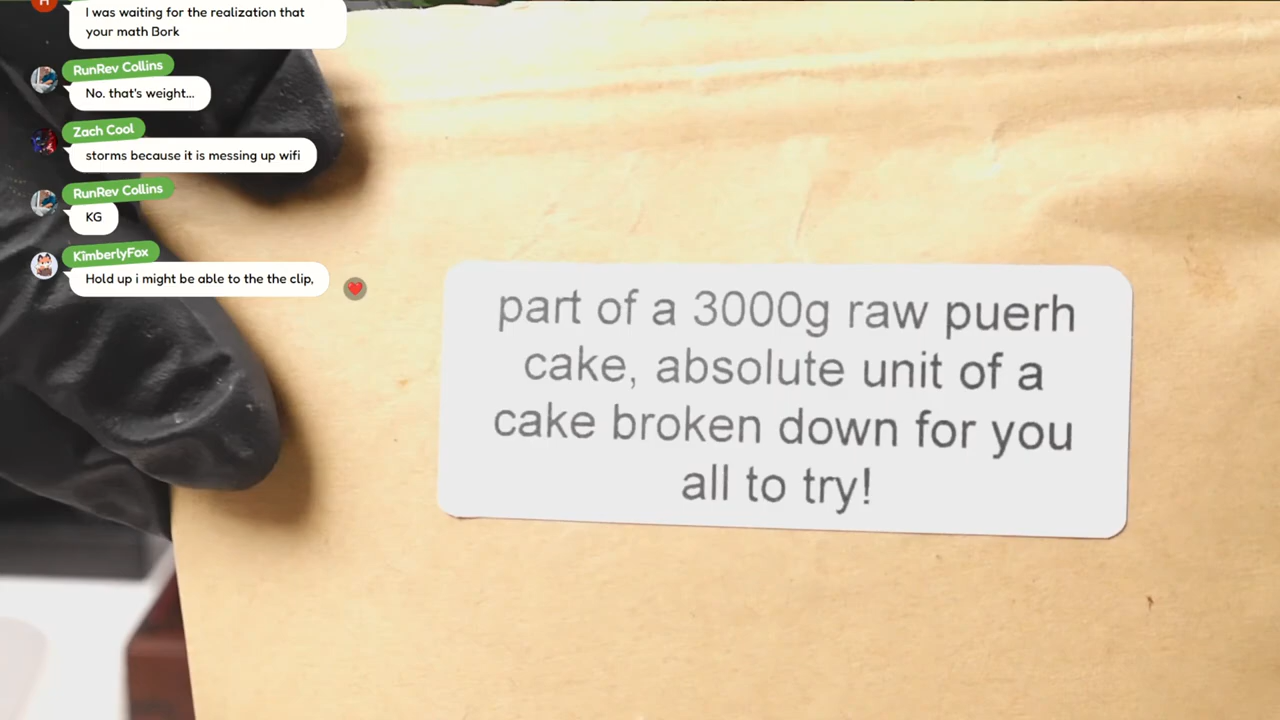 I was waiting for the realization that
your math Bork
RunRev Collins
No. that's weight...
Zach Cool
storms because it is messing up wifi
RunRev Collins
KG
KimberlyFox
Hold up i might be able to the the clip,
part of a 3000g raw puerh
cake, absolute unit of a
cake broken down for you
all to try!